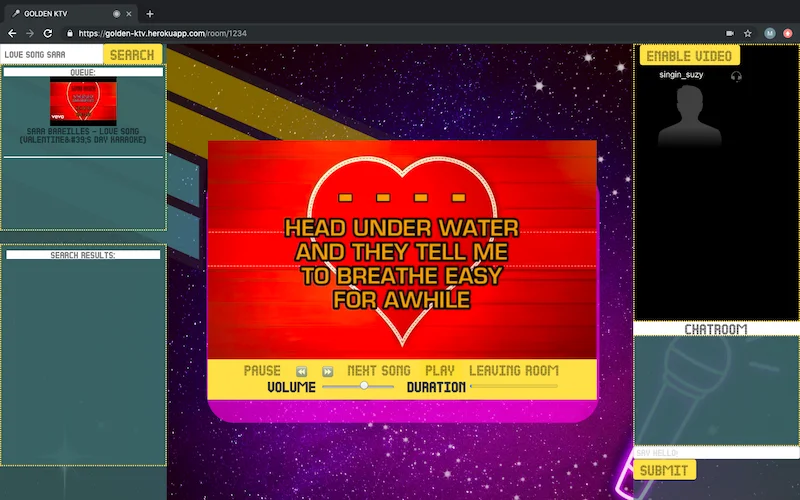 GOLDEN KTV
https://golden-ktv.herokuapp.com/room/1234
M
LOVE SONG SARA
SEARCH
QUEUE:
vevo
SARA BAREILLES - LOVE SONG
(VALENTINE&#39;S DAY KARAOKE)
SEARCH RESULTS:
HEAD UNDER WATER
AND THEY TELL ME
TO BREATHE EASY
FOR AWHILE
PAUSE NEXT SONG PLAY LEAVING ROOM
VOLUME DURATION
ENABLE VIDEO
singin_suzy
CHATROOM
SAY HELLO!
SUBMIT